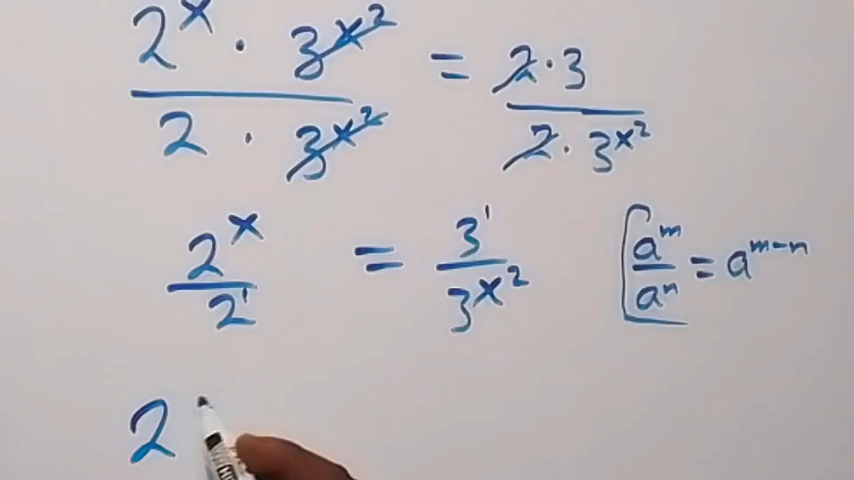 2^x · 3^x² / 2 · 3^x² = 2 · 3 / 2 · 3^x²
2^x / 2^1 = 3^1 / 3^x² [a^m / a^n = a^m-n
2